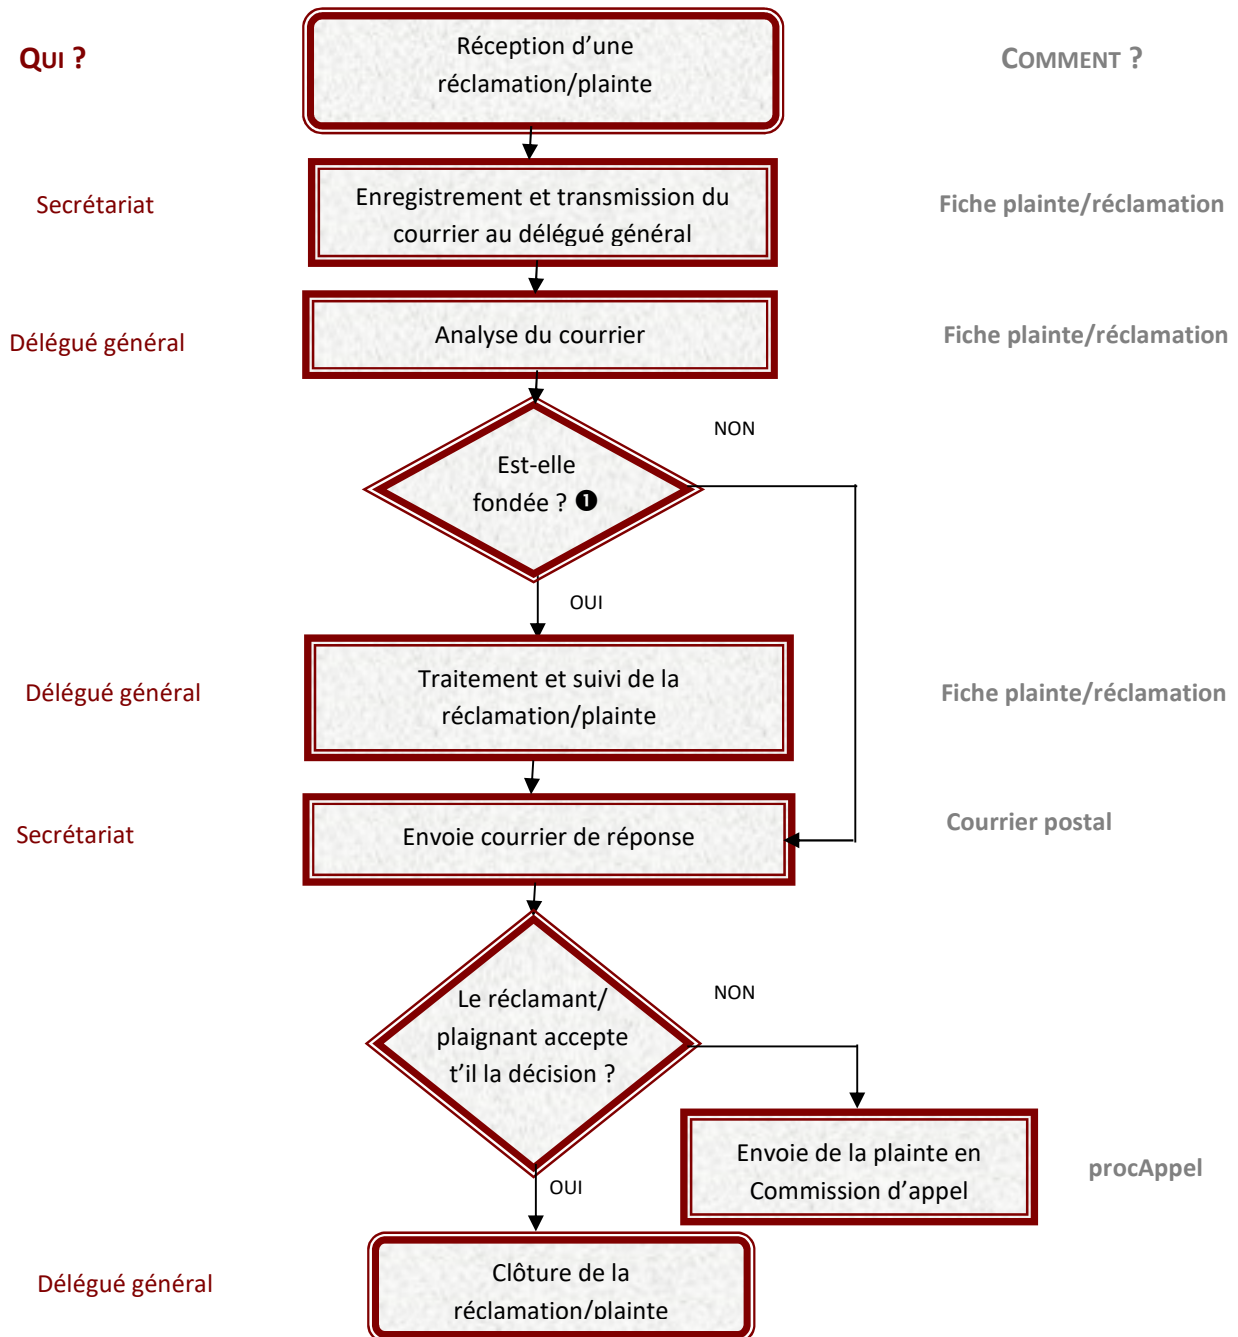 QUI ?
Réception d’une
réclamation/plainte
COMMENT ?
Secrétariat
Enregistrement et transmission du
courrier au délégué général
Fiche plainte/réclamation
Délégué général
Analyse du courrier
Fiche plainte/réclamation
NON
Est-elle
fondée ? ❶
OUI
Délégué général
Traitement et suivi de la
réclamation/plainte
Fiche plainte/réclamation
Secrétariat
Envoie courrier de réponse
Courrier postal
NON
Le réclamant/
plaignant accepte
t’il la décision ?
Envoie de la plainte en
Commission d’appel
procAppel
OUI
Délégué général
Clôture de la
réclamation/plainte